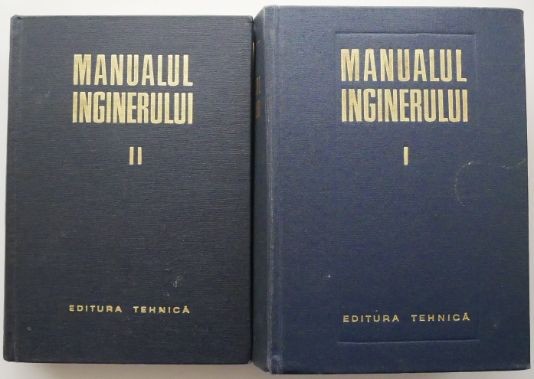 MANUALUL
INGINERULUI
II
EDITURA TEHNICĂ
MANUALUL
INGINERULUI
I
EDITURA TEHNICĂ